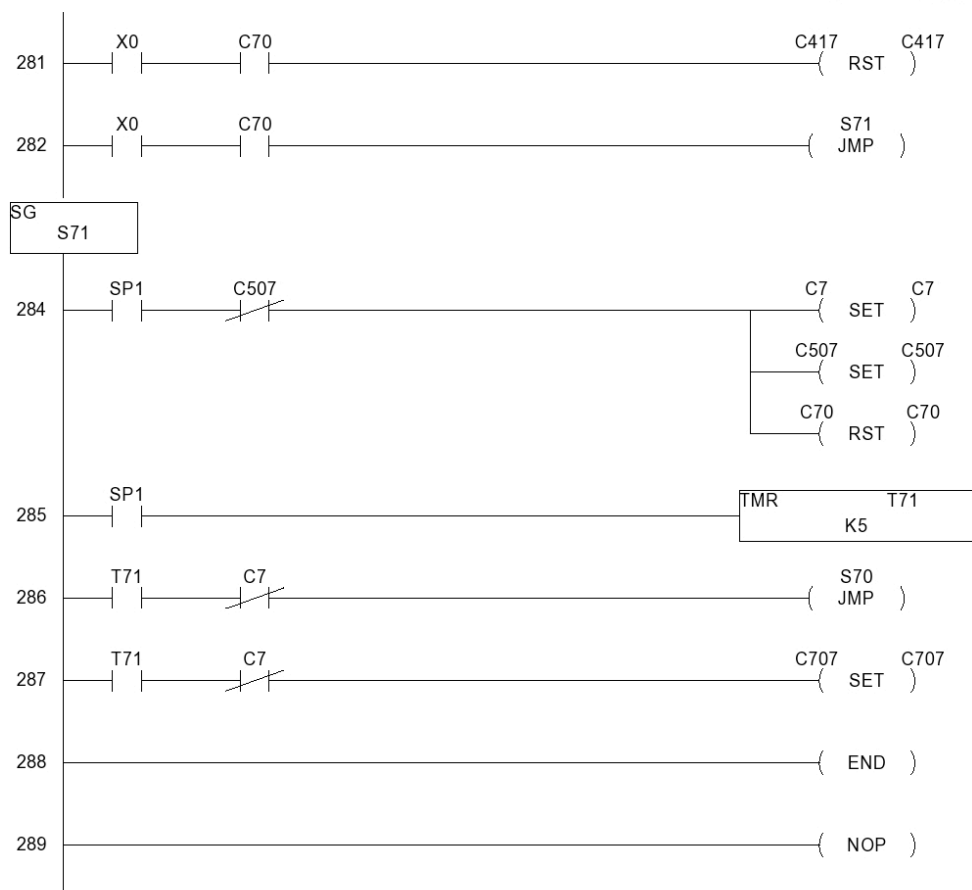 X0 C70 C417 C417
281 RST
X0 C70 S71
282 JMP
SG
S71
SP1 C507 C7 C7
284 SET
C507 C507
SET
C70 C70
RST
SP1
285 TMR T71
K5
T71 C7 S70
286 JMP
T71 C7 C707 C707
287 SET
288 END
289 NOP